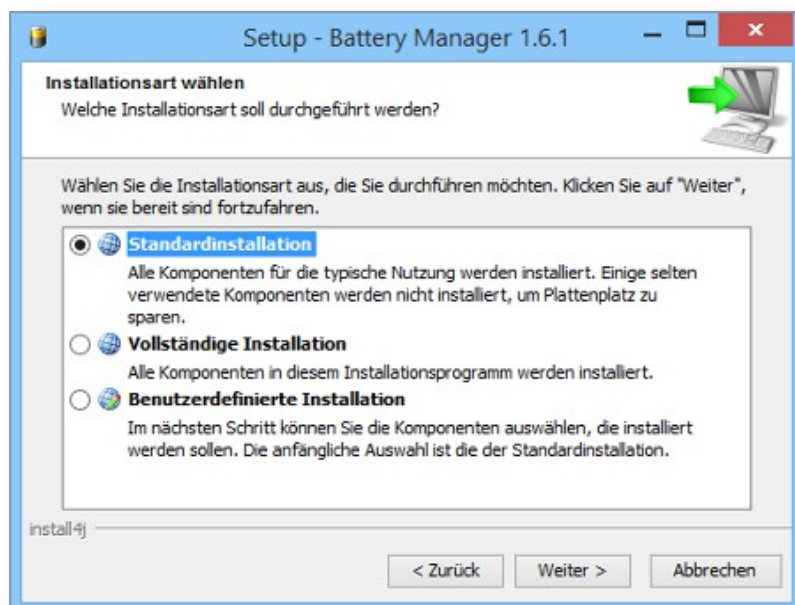 Setup - Battery Manager 1.6.1
Installationsart wählen
Welche Installationsart soll durchgeführt werden?
Wählen Sie die Installationsart aus, die Sie durchführen möchten. Klicken Sie auf "Weiter",
wenn sie bereit sind fortzufahren.
Standardinstallation
Alle Komponenten für die typische Nutzung werden installiert. Einige selten
verwendete Komponenten werden nicht installiert, um Plattenplatz zu
sparen.
Vollständige Installation
Alle Komponenten in diesem Installationsprogramm werden installiert.
Benutzerdefinierte Installation
Im nächsten Schritt können Sie die Komponenten auswählen, die installiert
werden sollen. Die anfängliche Auswahl ist die der Standardinstallation.
install4j
< Zurück Weiter > Abbrechen